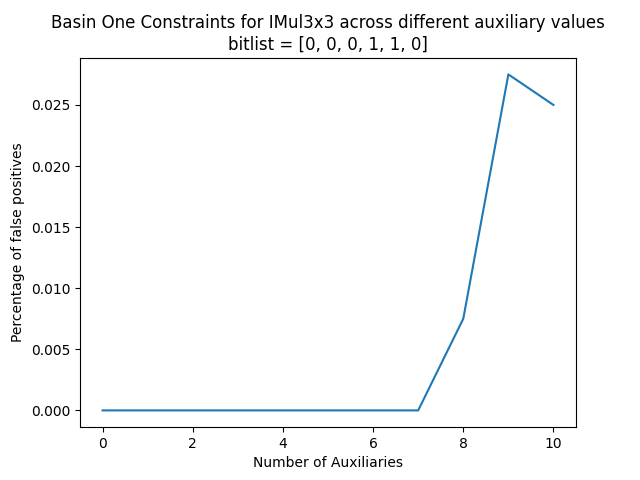 Basin One Constraints for IMul3x3 across different auxiliary values
bitlist = [0, 0, 0, 1, 1, 0]
Percentage of false positives
0.025
0.020
0.015
0.010
0.005
0.000
0 2 4 6 8 10
Number of Auxiliaries